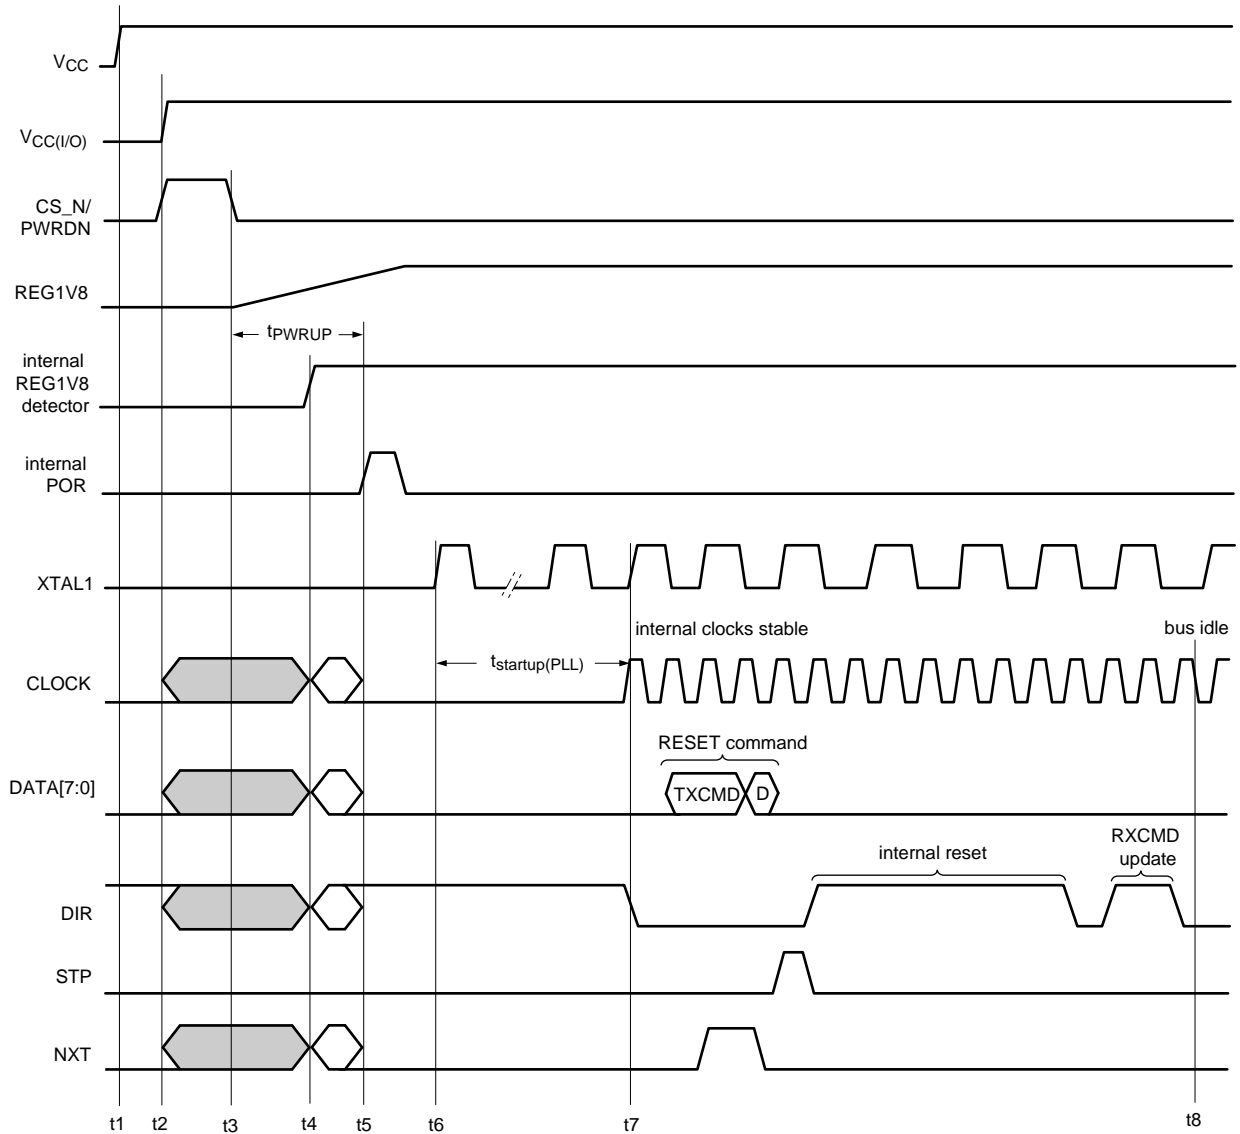 VCC
VCC(I/O)
CS_N/
PWRDN
REG1V8
tPWRUP
internal
REG1V8
detector
internal
POR
XTAL1
internal clocks stable
bus idle
tstartup(PLL)
CLOCK
RESET command
DATA[7:0]
TXCMD
D
RXCMD
update
internal reset
DIR
STP
NXT
t1
t2
t3
t4
t5
t6
t7
t8